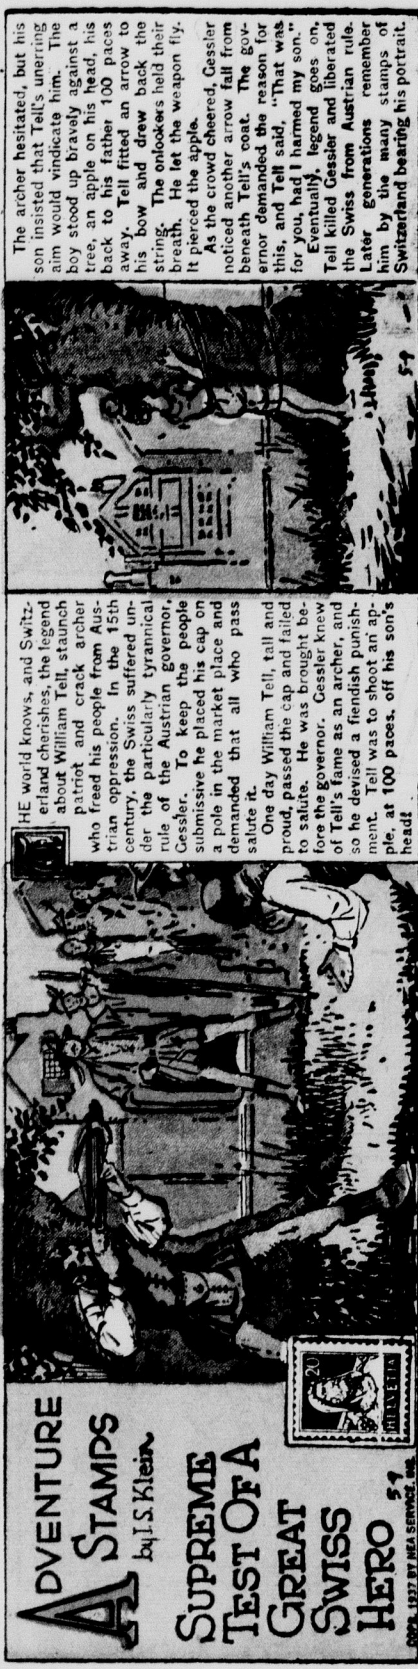 ADVENTURE
STAMPS
by I.S. Klein
SUPREME
TEST OF A
GREAT
SWISS
HERO
54
COPR. 1937 BY NEA SERVICE, INC.
20
HELVETIA
THE world knows, and Switz-
erland cherishes, the legend
about William Tell, staunch
patriot and crack archer
who freed his people from Aus-
trian oppression. In the 15th
century, the Swiss suffered un-
der the particularly tyrannical
rule of the Austrian governor,
Gessler. To keep the people
submissive he placed his cap on
a pole in the market place and
demanded that all who pass
salute it.
One day William Tell, tall and
proud, passed the cap and failed
to salute. He was brought be-
fore the governor. Gessler knew
of Tell's fame as an archer, and
so he devised a fiendish punish-
ment. Tell was to shoot an ap-
ple, at 100 paces, off his son's
head!
54
The archer hesitated, but his
son insisted that Tell's unerring
aim would vindicate him. The
boy stood up bravely against a
tree, an apple on his head, his
back to his father 100 paces
away. Tell fitted an arrow to
his bow and drew back the
string. The onlookers held their
breath. He let the weapon fly.
It pierced the apple.
As the crowd cheered, Gessler
noticed another arrow fall from
beneath Tell's coat. The gov-
ernor demanded the reason for
this, and Tell said, "That was
for you, had I harmed my son."
Eventually, legend goes on,
Tell killed Gessler and liberated
the Swiss from Austrian rule.
Later generations remember
him by the many stamps of
Switzerland bearing his portrait.